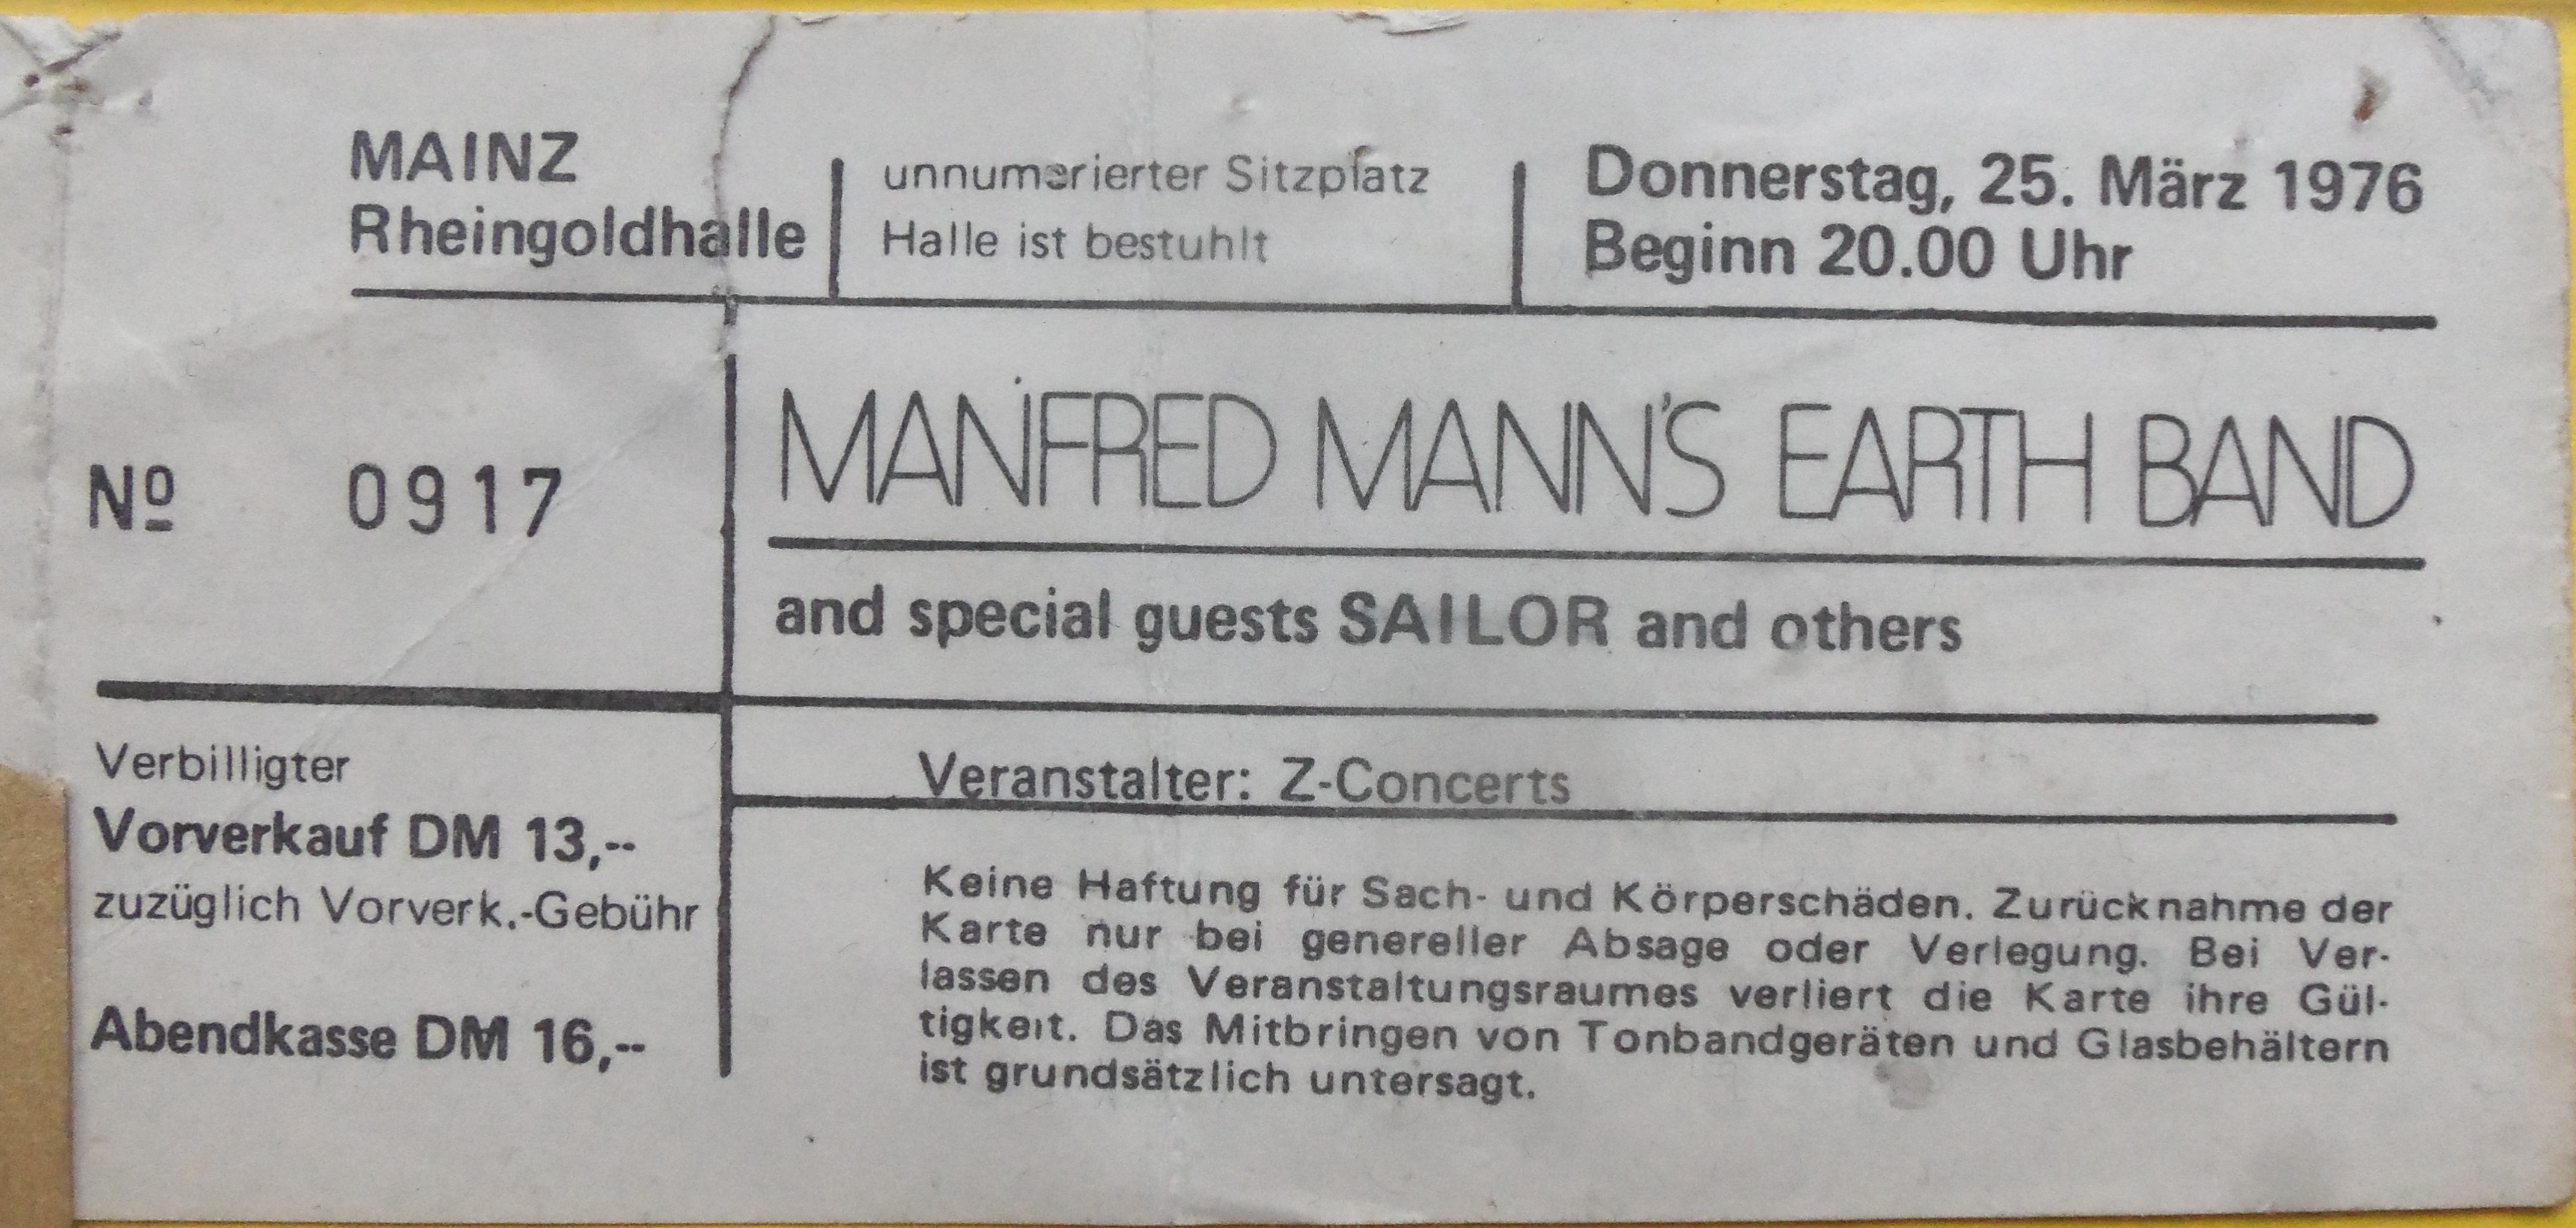 MAINZ
Rheingoldhalle
unnumerierter Sitzplatz
Halle ist bestuhlt
Donnerstag, 25. März 1976
Beginn 20.00 Uhr
Nº 0917
MANFRED MANN'S EARTH BAND
and special guests SAILOR and others
Verbilligter
Vorverkauf DM 13,--
zuzüglich Vorverk.-Gebühr
Abendkasse DM 16,--
Veranstalter: Z-Concerts
Keine Haftung für Sach- und Körperschäden. Zurücknahme der
Karte nur bei genereller Absage oder Verlegung. Bei Ver-
lassen des Veranstaltungsraumes verliert die Karte ihre Gül-
tigkeit. Das Mitbringen von Tonbandgeräten und Glasbehältern
ist grundsätzlich untersagt.